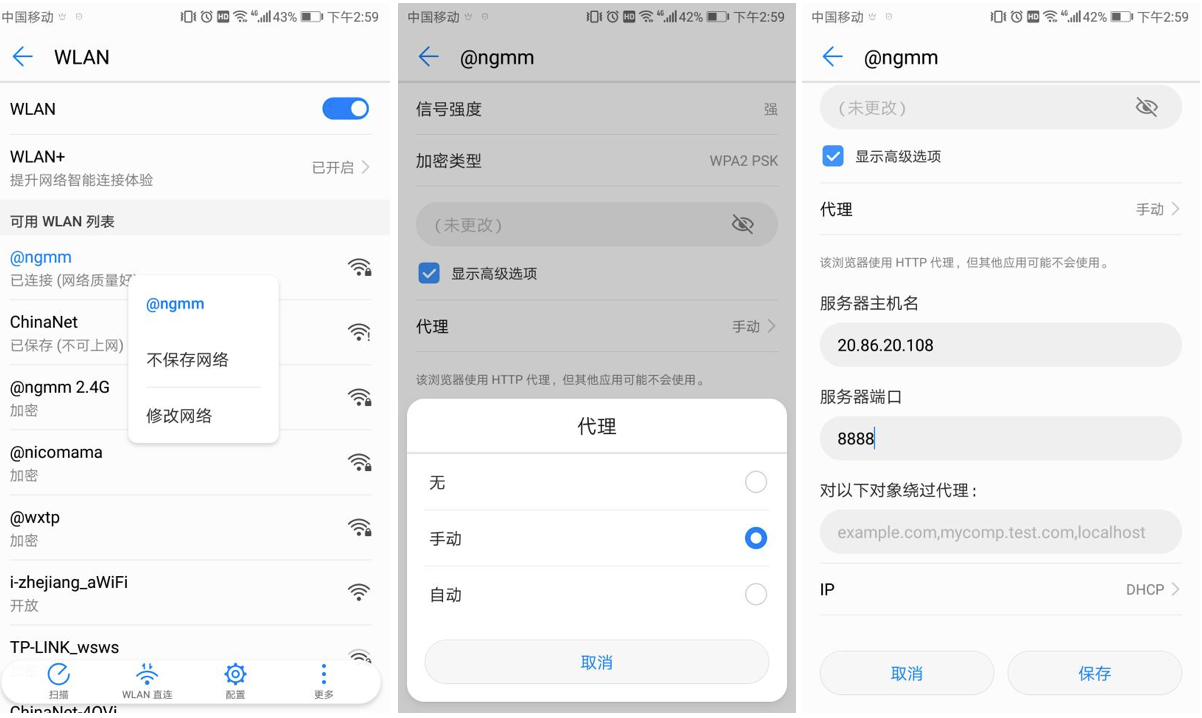 中国移动
43%
下午2:59
WLAN
WLAN
WLAN+
提升网络智能连接体验
已开启
可用 WLAN 列表
@ngmm
已连接 (网络质量好)
@ngmm
不保存网络
修改网络
ChinaNet
已保存 (不可上网)
@ngmm 2.4G
加密
@nicomama
加密
@wxtp
加密
i-zhejiang_aWiFi
开放
TP-LINK_wsws
扫描
WLAN 直连
配置
更多
ChinaNet-4QVi
中国移动
HD
4G
42%
下午2:59
@ngmm
信号强度
强
加密类型
WPA2 PSK
(未更改)
显示高级选项
代理
手动
该浏览器使用 HTTP 代理，但其他应用可能不会使用。
代理
无
手动
自动
取消
中国移动
HD
4G
42%
下午2:59
@ngmm
(未更改)
显示高级选项
代理
手动
该浏览器使用 HTTP 代理，但其他应用可能不会使用。
服务器主机名
20.86.20.108
服务器端口
8888
对以下对象绕过代理：
example.com,mycomp.test.com,localhost
IP
DHCP
取消
保存